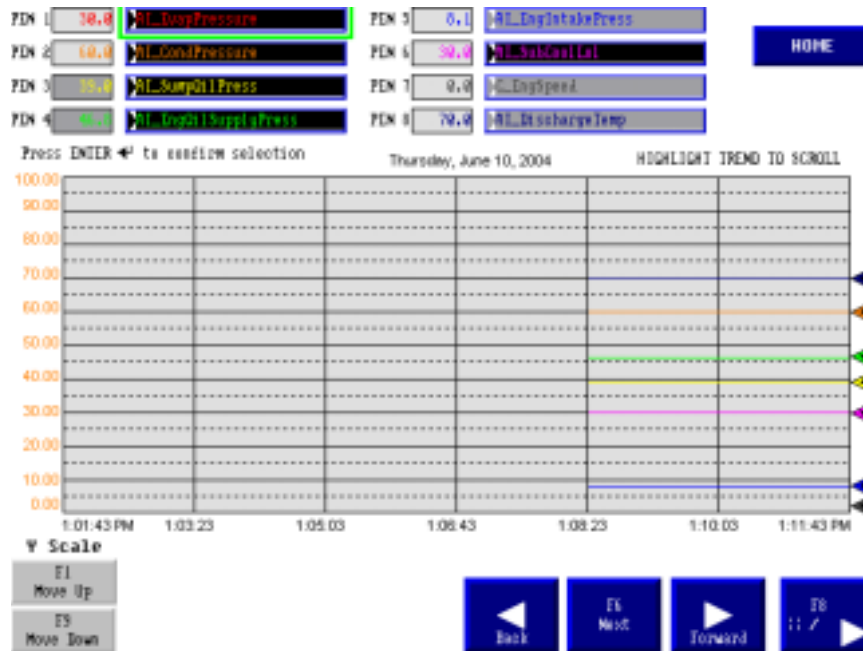 PEN 1 30.0 AI_EvapPressure
PEN 2 60.0 AI_CondPressure
PEN 3 39.0 AI_SumpOilPress
PEN 4 AI_EngOilSupplyPress
PEN 5 8.1 AI_EngIntakePress
PEN 6 30.0
PEN 7 0.0 C_EngSpeed
PEN 8 70.0 AI_DischargeTemp
HOME
Press ENTER ↵ to confirm selection
Thursday, June 10, 2004
HIGHLIGHT TREND TO SCROLL
100.00
90.00
80.00
70.00
60.00
50.00
40.00
30.00
20.00
10.00
0.00
1:01:43 PM 1:03:23 1:05:03 1:06:43 1:08:23 1:10:03 1:11:43 PM
Y Scale
F1
Move Up
F9
Move Down
Back
F6
Next
Forward
F8